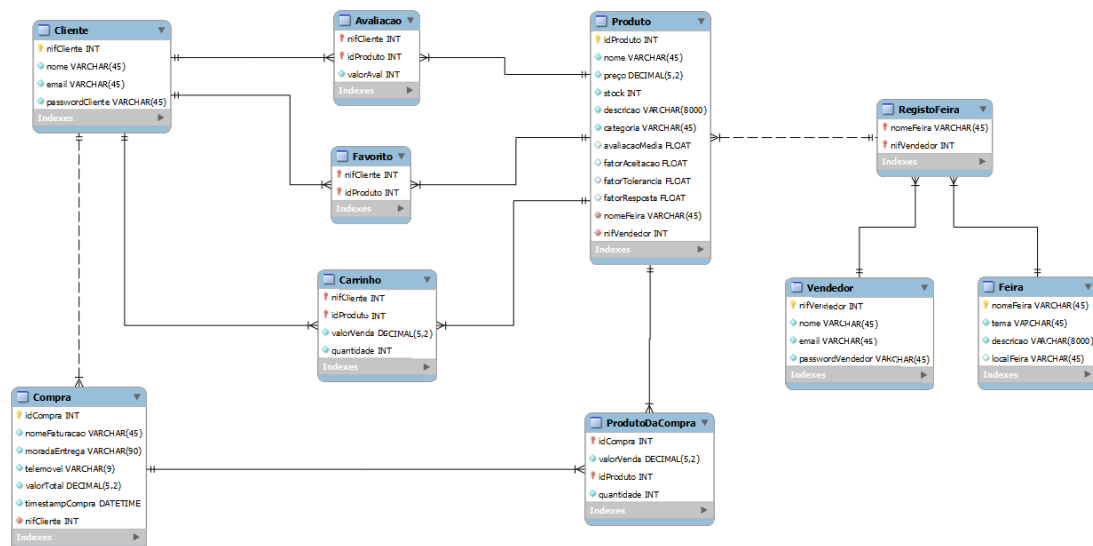 Cliente
nifCliente INT
nome VARCHAR(45)
email VARCHAR(45)
passwordCliente VARCHAR(45)
Indexes
Avaliacao
nifCliente INT
idProduto INT
valorAval INT
Indexes
Favorito
nifCliente INT
idProduto INT
Indexes
Carrinho
nifCliente INT
idProduto INT
valorVenda DECIMAL(5,2)
quantidade INT
Indexes
Produto
idProduto INT
nome VARCHAR(45)
preço DECIMAL(5,2)
stock INT
descricao VARCHAR(8000)
categoria VARCHAR(45)
avaliacaoMedia FLOAT
fatorAceitacao FLOAT
fatorTolerancia FLOAT
fatorResposta FLOAT
nomeFeira VARCHAR(45)
nifVendedor INT
Indexes
RegistoFeira
nomeFeira VARCHAR(45)
nifVendedor INT
Indexes
Vendedor
nifVendedor INT
nome VARCHAR(45)
email VARCHAR(45)
passwordVendedor VARCHAR(45)
Indexes
Feira
nomeFeira VARCHAR(45)
tema VARCHAR(45)
descricao VARCHAR(8000)
localFeira VARCHAR(45)
Indexes
Compra
idCompra INT
nomeFaturacao VARCHAR(45)
moradaEntrega VARCHAR(90)
telemovel VARCHAR(9)
valorTotal DECIMAL(5,2)
timestampCompra DATETIME
nifCliente INT
Indexes
ProdutoDaCompra
idCompra INT
valorVenda DECIMAL(5,2)
idProduto INT
quantidade INT
Indexes